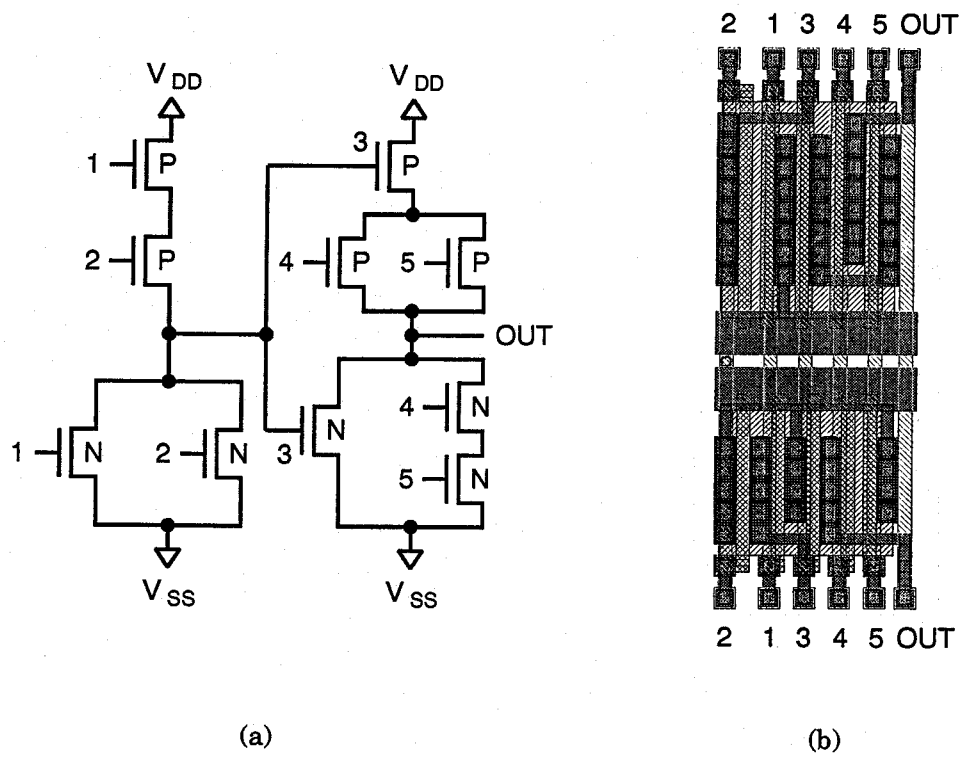 V DD
V DD
1 P
3 P
2 P
4 P
5 P
OUT
1 N
2 N
3 N
4 N
5 N
V SS
V SS
(a)
2 1 3 4 5 OUT
2 1 3 4 5 OUT
(b)